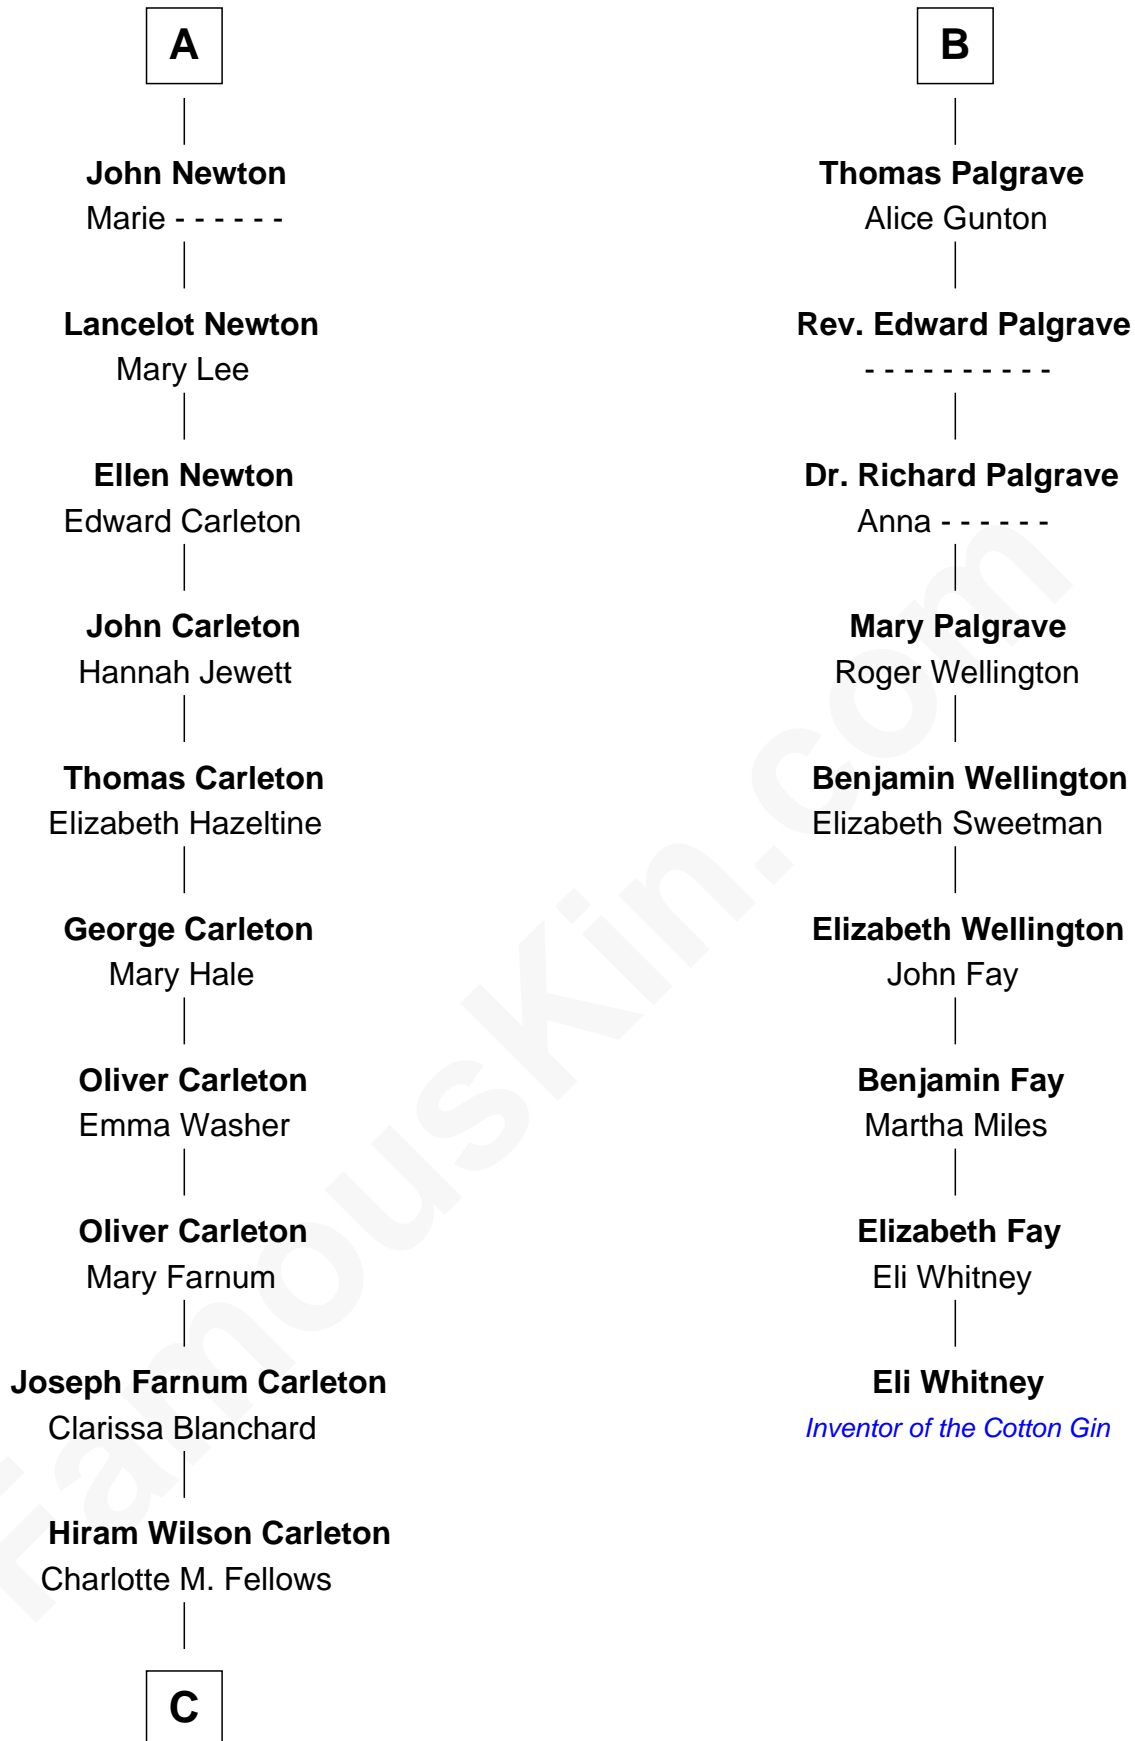 A
John Newton
Marie - - - - - -
Lancelot Newton
Mary Lee
Ellen Newton
Edward Carleton
John Carleton
Hannah Jewett
Thomas Carleton
Elizabeth Hazeltine
George Carleton
Mary Hale
Oliver Carleton
Emma Washer
Oliver Carleton
Mary Farnum
Joseph Farnum Carleton
Clarissa Blanchard
Hiram Wilson Carleton
Charlotte M. Fellows
C
B
Thomas Palgrave
Alice Gunton
Rev. Edward Palgrave
- - - - - - - - - -
Dr. Richard Palgrave
Anna - - - - - -
Mary Palgrave
Roger Wellington
Benjamin Wellington
Elizabeth Sweetman
Elizabeth Wellington
John Fay
Benjamin Fay
Martha Miles
Elizabeth Fay
Eli Whitney
Eli Whitney
Inventor of the Cotton Gin
FamousKin.com